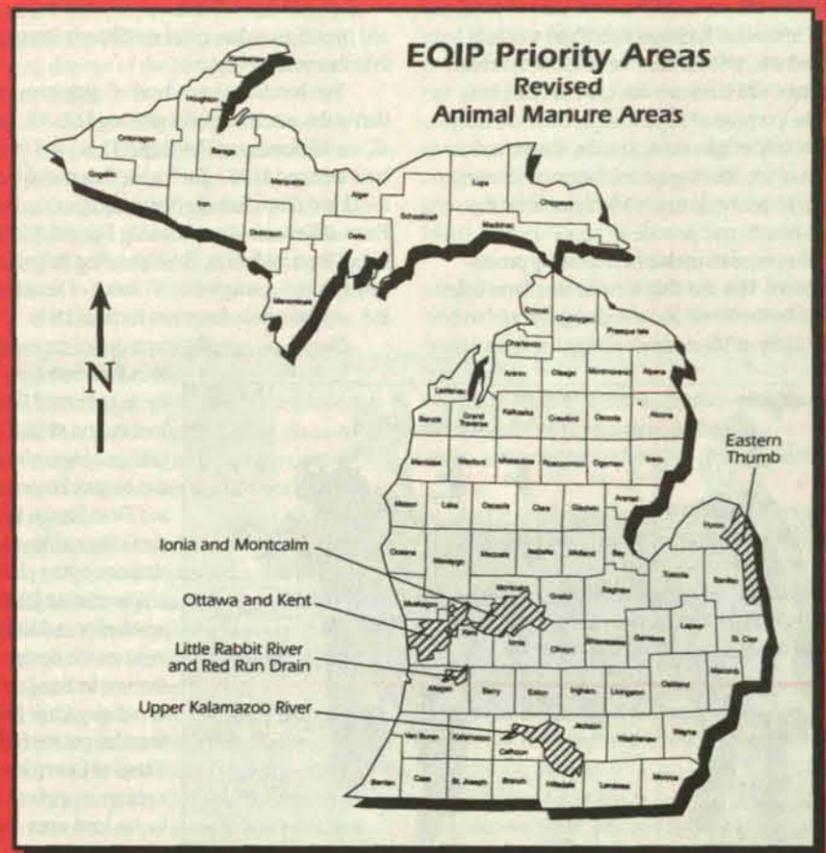 EQIP Priority Areas
Revised
Animal Manure Areas
Houghton
Baraga
Gogebic
Iron
Marquette
Alger
Luce
Schoolcraft
Mackinac
Delta
Menominee
N
Emmet
Cheboygan
Presque Isle
Charlevoix
Antrim
Otsego
Montmorency
Alpena
Leelanau
Benzie
Grand
Traverse
Kalkaska
Crawford
Oscoda
Alcona
Manistee
Wexford
Roscommon
Ogemaw
Iosco
Arenac
Eastern
Thumb
Mason
Lake
Osceola
Clare
Gladwin
Huron
Oceana
Newaygo
Mecosta
Isabella
Midland
Bay
Tuscola
Sanilac
Ionia and Montcalm
Montcalm
Gratiot
Saginaw
Muskegon
Ottawa and Kent
Kent
Clinton
Shiawassee
Genesee
Lapeer
St. Clair
Little Rabbit River
and Red Run Drain
Allegan
Barry
Eaton
Ingham
Livingston
Oakland
Macomb
Upper Kalamazoo River
Van Buren
Kalamazoo
Calhoun
Jackson
Washtenaw
Wayne
Berrien
Cass
St. Joseph
Branch
Hillsdale
Lenawee
Monroe